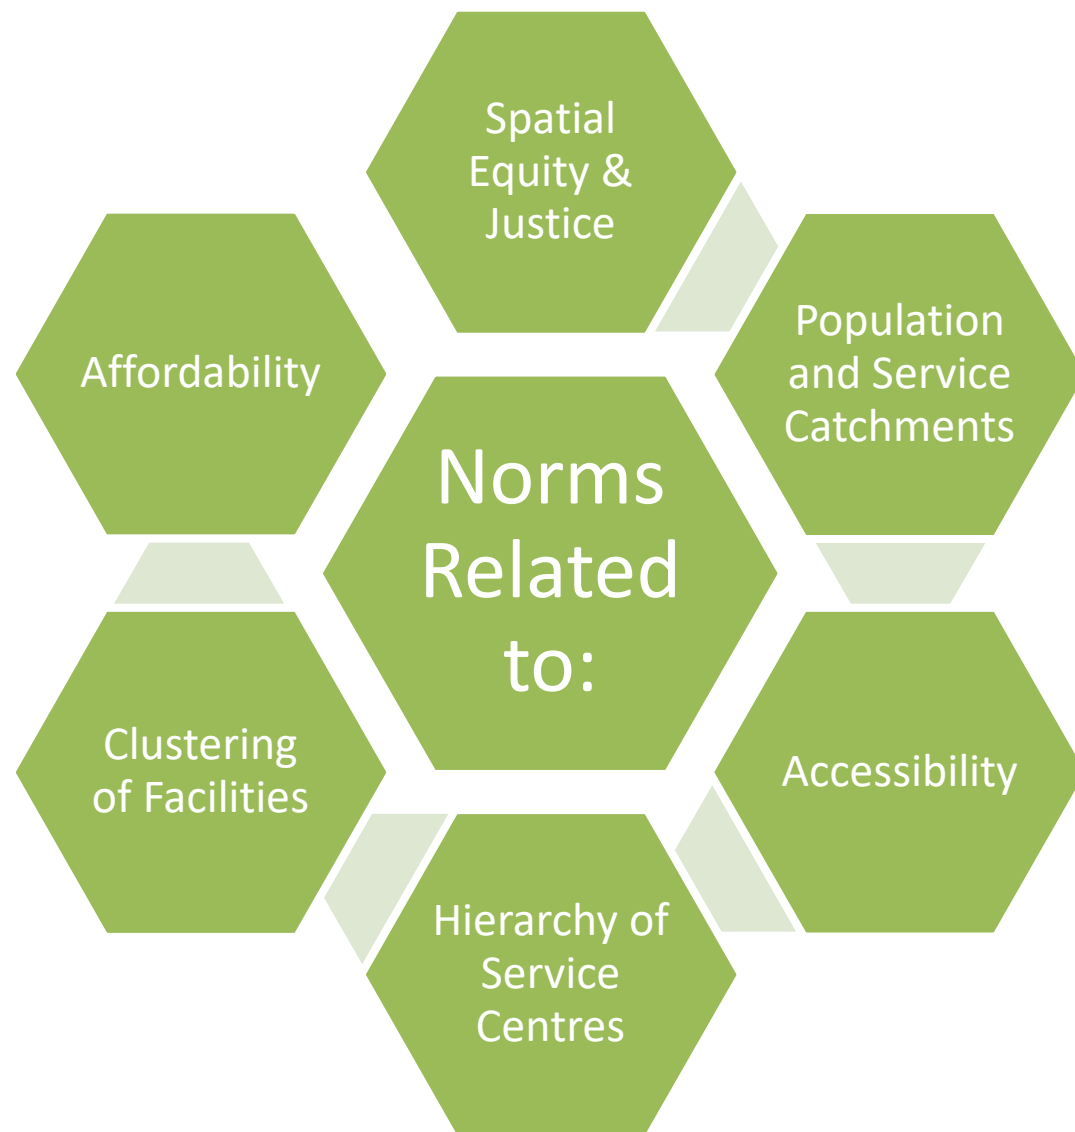 Spatial
Equity &
Justice
Population
and Service
Catchments
Accessibility
Hierarchy of
Service
Centres
Clustering
of Facilities
Affordability
Norms
Related
to: